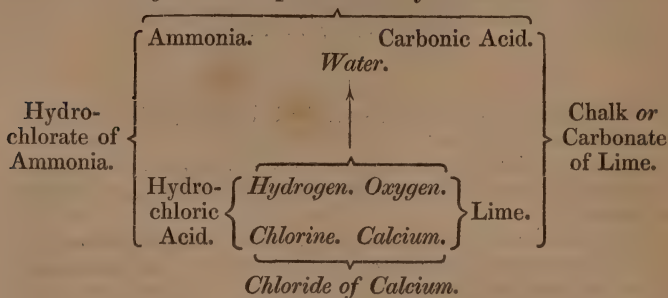 Ammonia. Carbonic Acid.
Water.
Hydro-
chlorate of
Ammonia.
Chalk or
Carbonate
of Lime.
Hydro-
chloric
Acid.
Hydrogen. Oxygen.
Chlorine. Calcium.
Lime.
Chloride of Calcium.